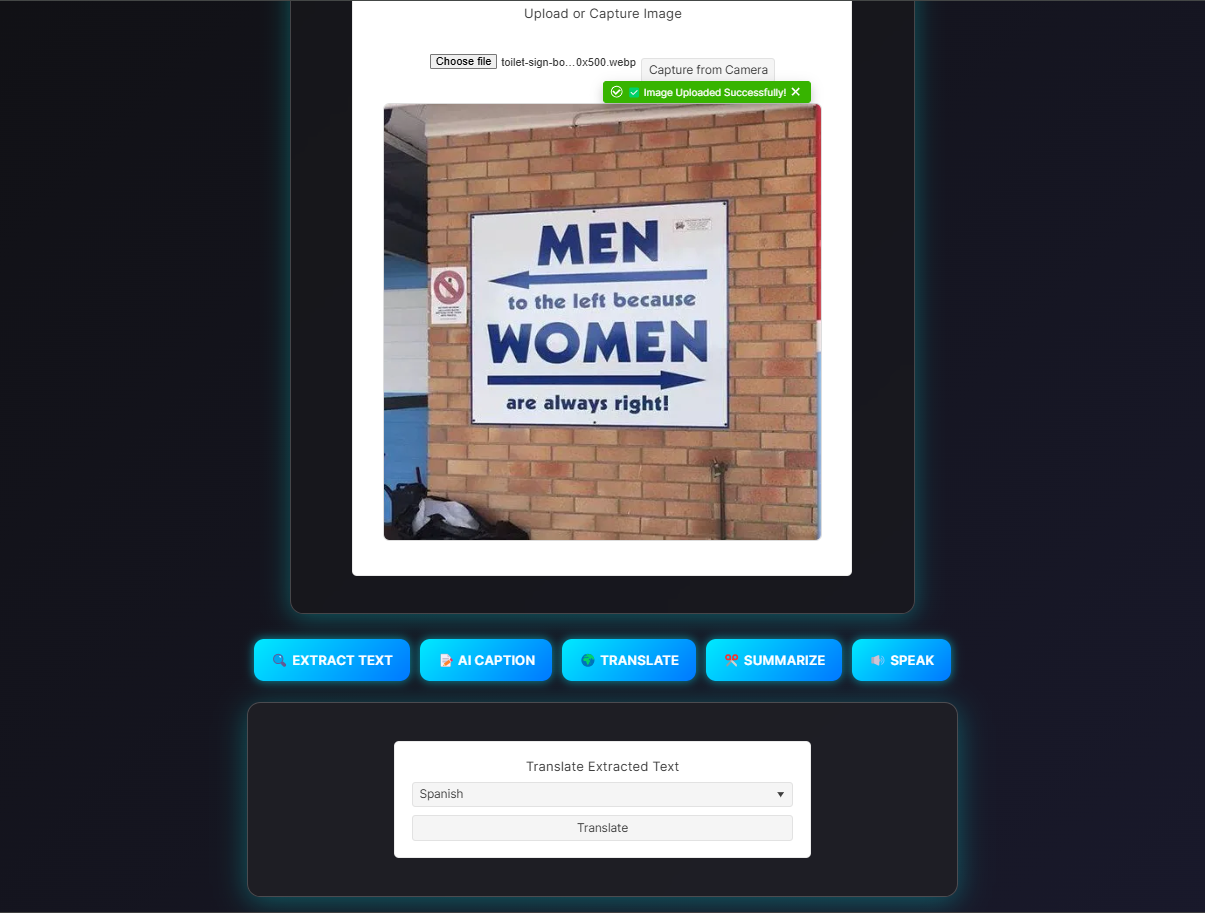 Upload or Capture Image
Choose file toilet-sign-bo...0x500.webp
Capture from Camera
Image Uploaded Successfully!
MEN
to the left because
WOMEN
are always right!
EXTRACT TEXT
AI CAPTION
TRANSLATE
SUMMARIZE
SPEAK
Translate Extracted Text
Spanish
Translate